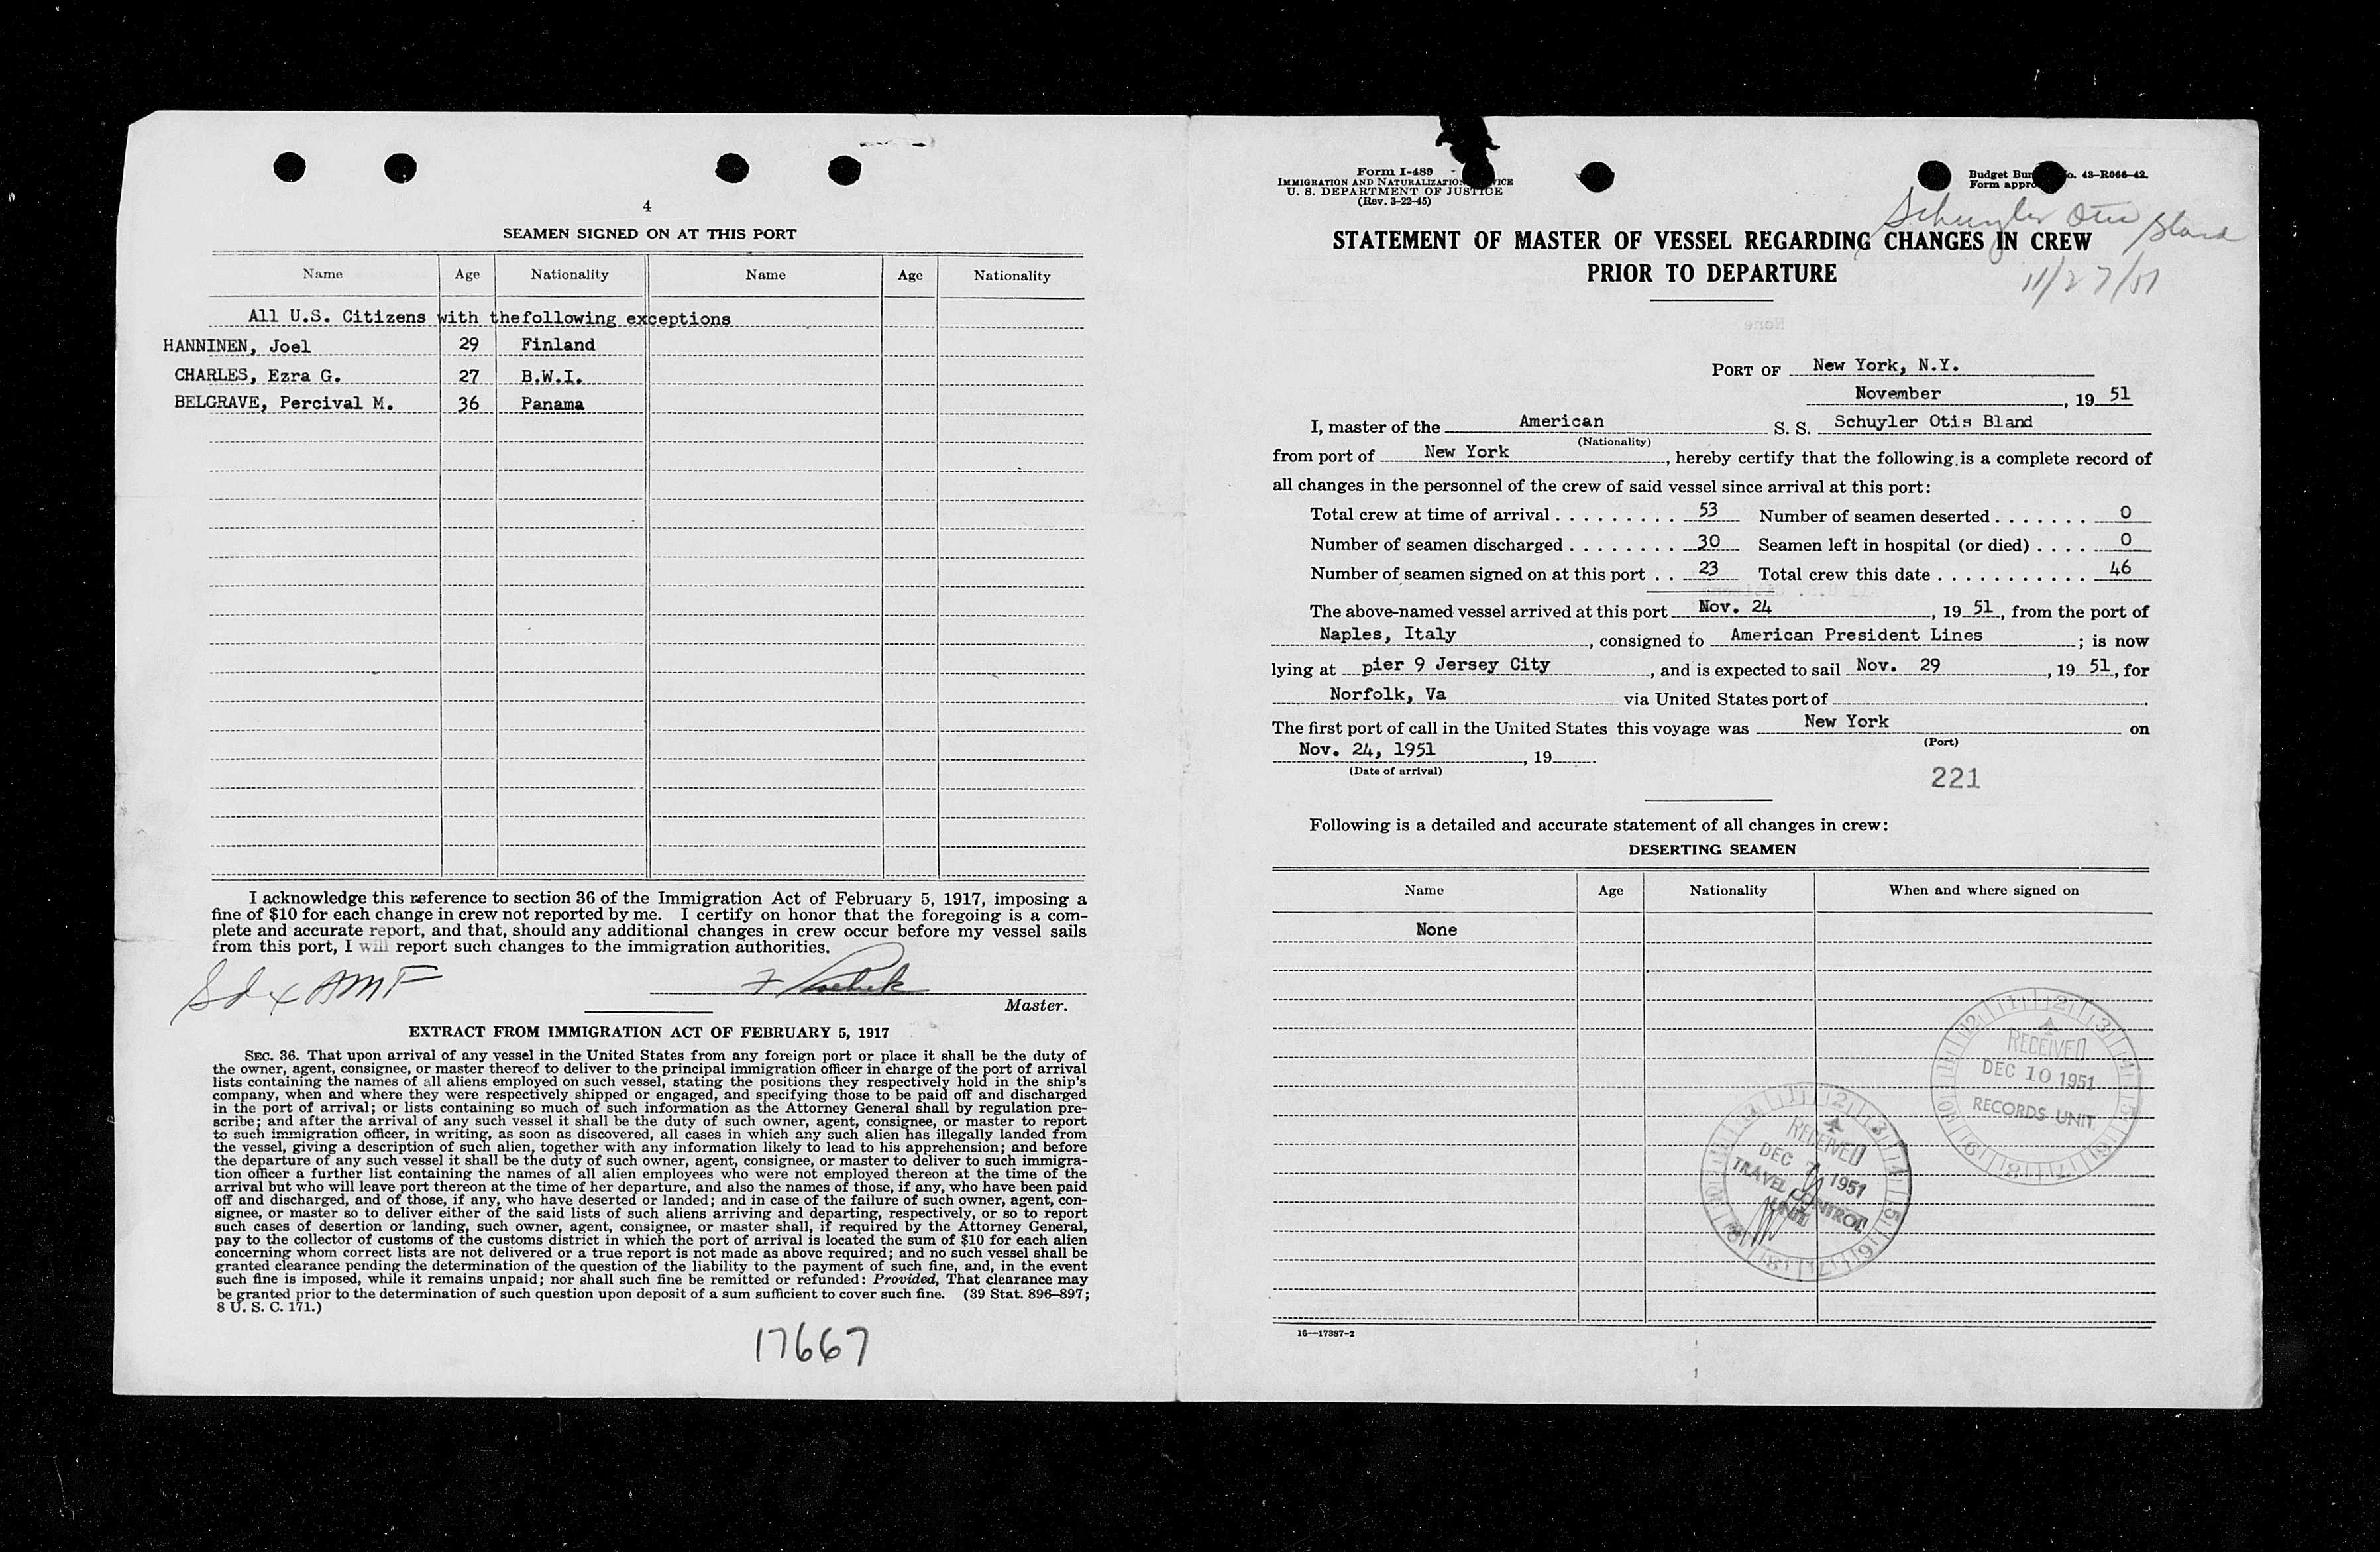 4
SEAMEN SIGNED ON AT THIS PORT
Name Age Nationality Name Age Nationality
All U.S. Citizens with thefollowing exceptions
HANNINEN, Joel 29 Finland
CHARLES, Ezra G. 27 B.W.I.
BELGRAVE, Percival M. 36 Panama
I acknowledge this reference to section 36 of the Immigration Act of February 5, 1917, imposing a
fine of $10 for each change in crew not reported by me. I certify on honor that the foregoing is a com-
plete and accurate report, and that, should any additional changes in crew occur before my vessel sails
from this port, I will report such changes to the immigration authorities.
Master.
EXTRACT FROM IMMIGRATION ACT OF FEBRUARY 5, 1917
SEC. 36. That upon arrival of any vessel in the United States from any foreign port or place it shall be the duty of
the owner, agent, consignee, or master thereof to deliver to the principal immigration officer in charge of the port of arrival
lists containing the names of all aliens employed on such vessel, stating the positions they respectively hold in the ship's
company, when and where they were respectively shipped or engaged, and specifying those to be paid off and discharged
in the port of arrival; or lists containing so much of such information as the Attorney General shall by regulation pre-
scribe; and after the arrival of any such vessel it shall be the duty of such owner, agent, consignee, or master to report
to such immigration officer, in writing, as soon as discovered, all cases in which any such alien has illegally landed from
the vessel, giving a description of such alien, together with any information likely to lead to his apprehension; and before
the departure of any such vessel it shall be the duty of such owner, agent, consignee, or master to deliver to such immigra-
tion officer a further list containing the names of all alien employees who were not employed thereon at the time of the
arrival but who will leave port thereon at the time of her departure, and also the names of those, if any, who have been paid
off and discharged, and of those, if any, who have deserted or landed; and in case of the failure of such owner, agent, con-
signee, or master so to deliver either of the said lists of such aliens arriving and departing, respectively, or so to report
such cases of desertion or landing, such owner, agent, consignee, or master shall, if required by the Attorney General,
pay to the collector of customs of the customs district in which the port of arrival is located the sum of $10 for each alien
concerning whom correct lists are not delivered or a true report is not made as above required; and no such vessel shall be
granted clearance pending the determination of the question of the liability to the payment of such fine, and, in the event
such fine is imposed, while it remains unpaid; nor shall such fine be remitted or refunded: Provided, That clearance may
be granted prior to the determination of such question upon deposit of a sum sufficient to cover such fine. (39 Stat. 896–897;
8 U. S. C. 171.)
17667
Form I-489
IMMIGRATION AND NATURALIZATION
U. S. DEPARTMENT OF JUSTICE
(Rev. 3-22-45)
Budget 43–R066–42.
Form
Schuyler Otis Bland
STATEMENT OF MASTER OF VESSEL REGARDING CHANGES IN CREW
PRIOR TO DEPARTURE
11/27/51
PORT OF New York, N.Y.
November, 19 51
I, master of the American S. S. Schuyler Otis Bland
(Nationality)
from port of New York, hereby certify that the following is a complete record of
all changes in the personnel of the crew of said vessel since arrival at this port:
Total crew at time of arrival . . . . . . . . . 53 Number of seamen deserted . . . . . . . 0
Number of seamen discharged . . . . . . . . 30 Seamen left in hospital (or died) . . . . 0
Number of seamen signed on at this port . . 23 Total crew this date . . . . . . . . . . . 46
The above-named vessel arrived at this port Nov. 24, 19 51, from the port of
Naples, Italy, consigned to American President Lines; is now
lying at pier 9 Jersey City, and is expected to sail Nov. 29, 19 51, for
Norfolk, Va via United States port of
The first port of call in the United States this voyage was New York on
(Port)
Nov. 24, 1951, 19
(Date of arrival)
221
Following is a detailed and accurate statement of all changes in crew:
DESERTING SEAMEN
Name Age Nationality When and where signed on
None
RECEIVED
DEC 10 1951
RECORDS UNIT
RECEIVED
DEC 7 1951
TRAVEL CONTROL
UNIT
16—17387-2